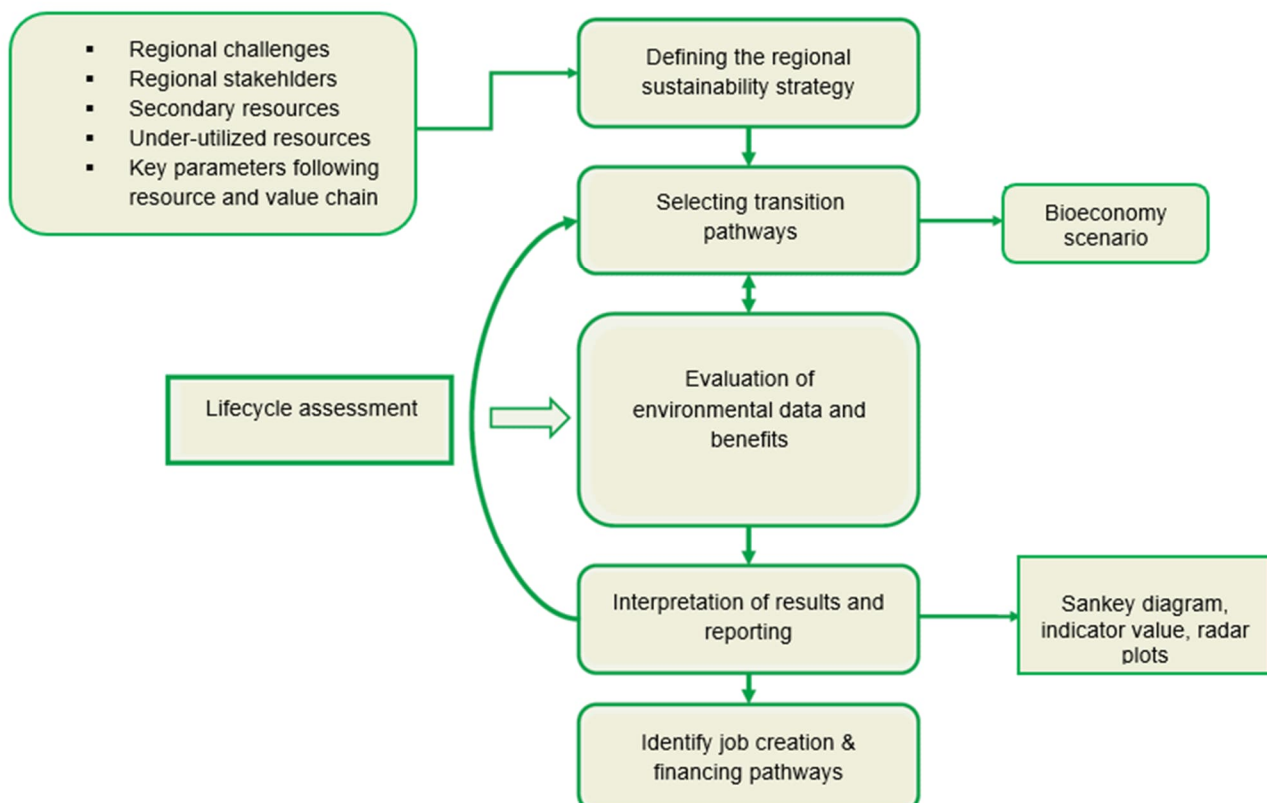 ▪ Regional challenges
▪ Regional stakehlders
▪ Secondary resources
▪ Under-utilized resources
▪ Key parameters following
resource and value chain
Defining the regional
sustainability strategy
Selecting transition
pathways
Bioeconomy
scenario
Lifecycle assessment
Evaluation of
environmental data and
benefits
Interpretation of results and
reporting
Sankey diagram,
indicator value, radar
plots
Identify job creation &
financing pathways